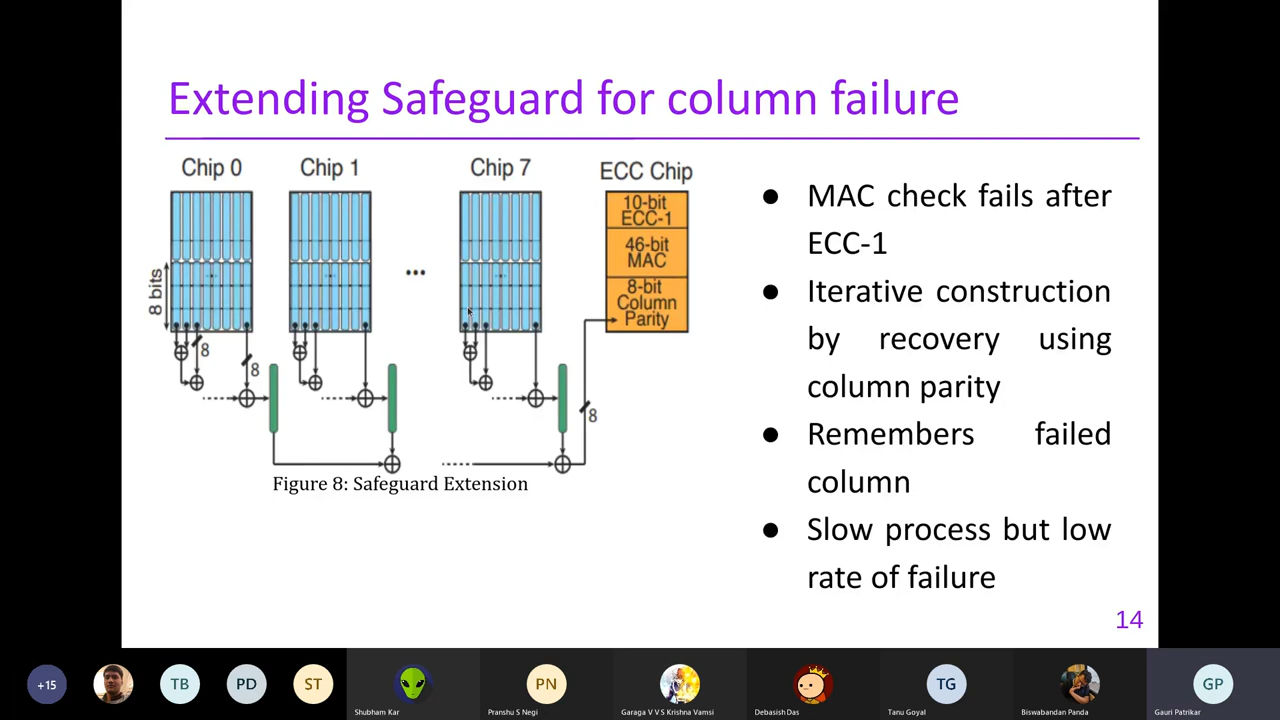 Extending Safeguard for column failure
Chip 0
Chip 1
Chip 7
ECC Chip
10-bit
ECC-1
46-bit
MAC
8-bit
Column
Parity
8 bits
8
8
8
...
Figure 8: Safeguard Extension
● MAC check fails after
ECC-1
● Iterative construction
by recovery using
column parity
● Remembers failed
column
● Slow process but low
rate of failure
14
+15
TB
PD
ST
PN
TG
GP
Shubham Kar
Pranshu S Negi
Garaga V V S Krishna Vamsi
Debasish Das
Tanu Goyal
Biswabandan Panda
Gauri Patrikar